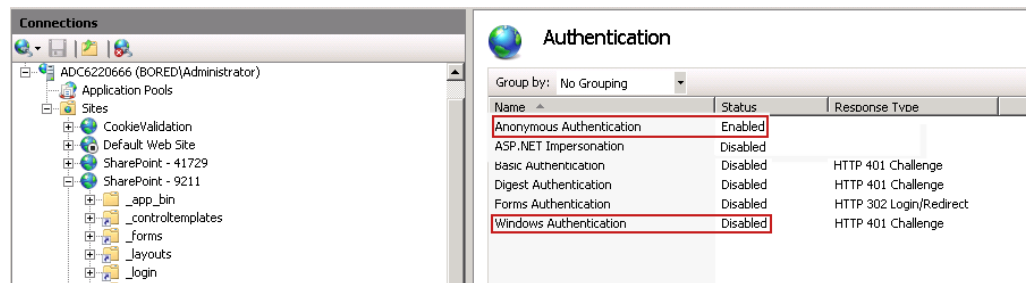 Connections
ADC6220666 (BORED\Administrator)
Application Pools
Sites
CookieValidation
Default Web Site
SharePoint - 41729
SharePoint - 9211
_app_bin
_controltemplates
_forms
_layouts
_login
Authentication
Group by: No Grouping
Name Status Response Type
Anonymous Authentication Enabled
ASP.NET Impersonation Disabled
Basic Authentication Disabled HTTP 401 Challenge
Digest Authentication Disabled HTTP 401 Challenge
Forms Authentication Disabled HTTP 302 Login/Redirect
Windows Authentication Disabled HTTP 401 Challenge